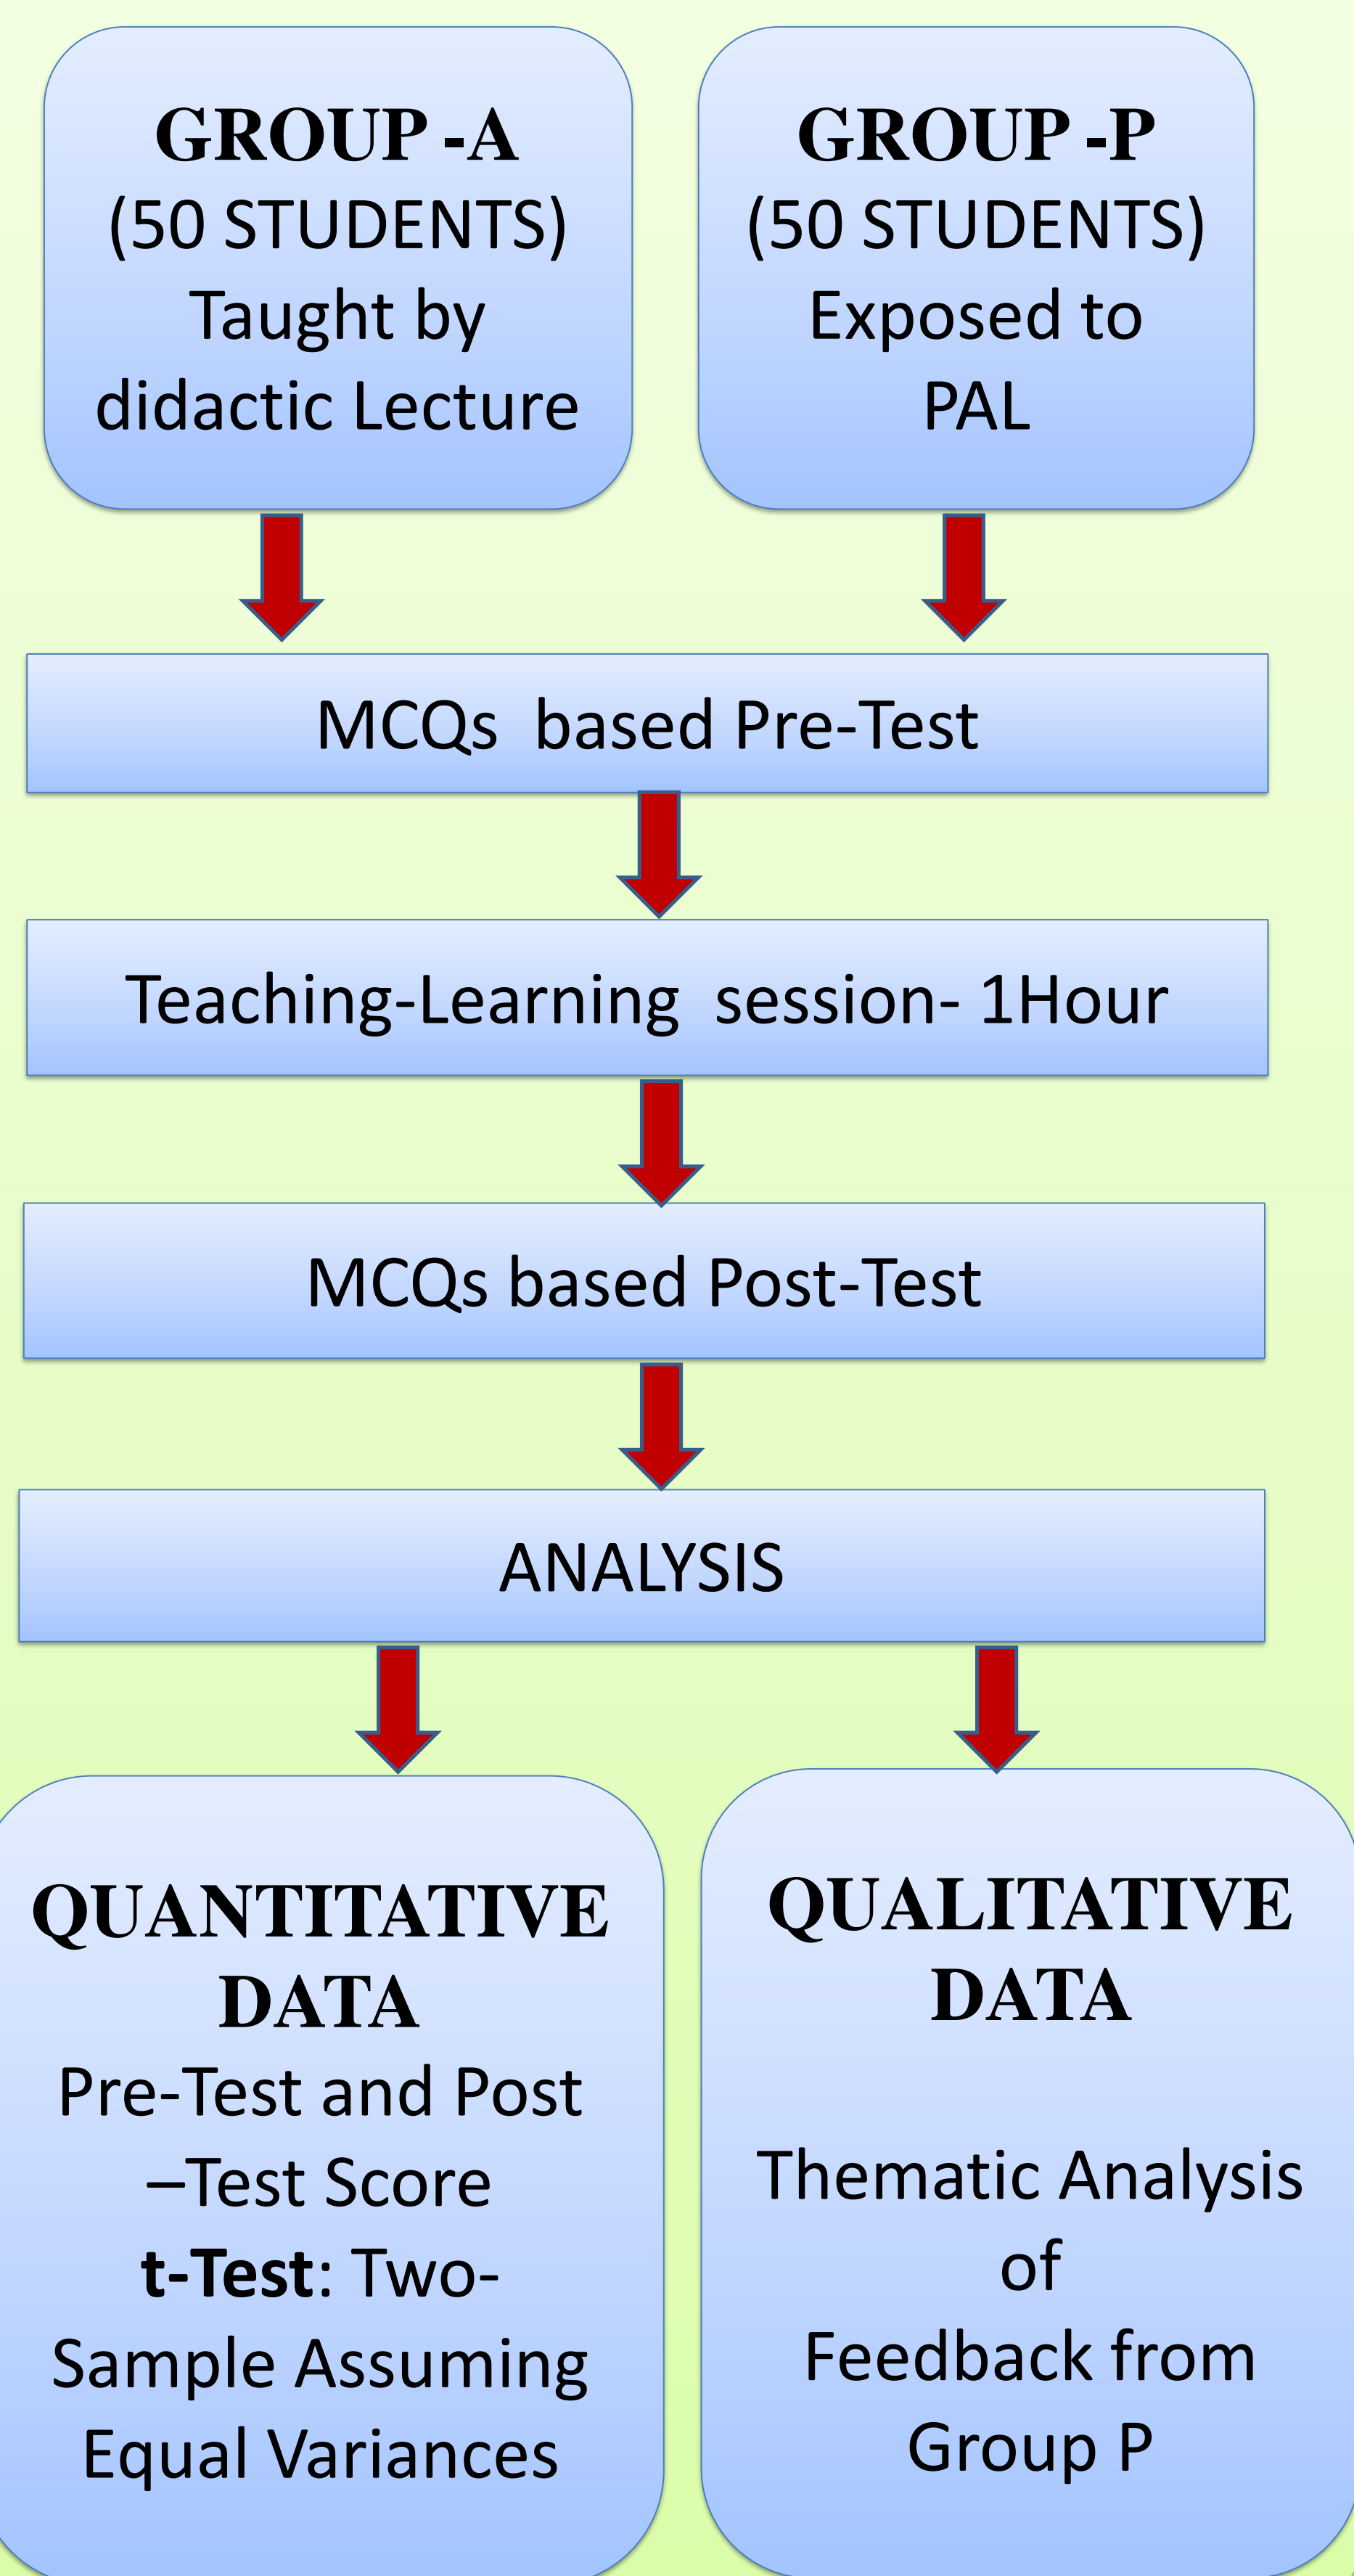 GROUP -A
(50 STUDENTS)
Taught by
didactic Lecture
GROUP -P
(50 STUDENTS)
Exposed to
PAL
MCQs  based Pre-Test
Teaching-Learning  session- 1Hour
MCQs based Post-Test
ANALYSIS
QUANTITATIVE
DATA
Pre-Test and Post
–Test Score
t-Test: Two-
Sample Assuming
Equal Variances
QUALITATIVE
DATA
Thematic Analysis
of
Feedback from
Group P